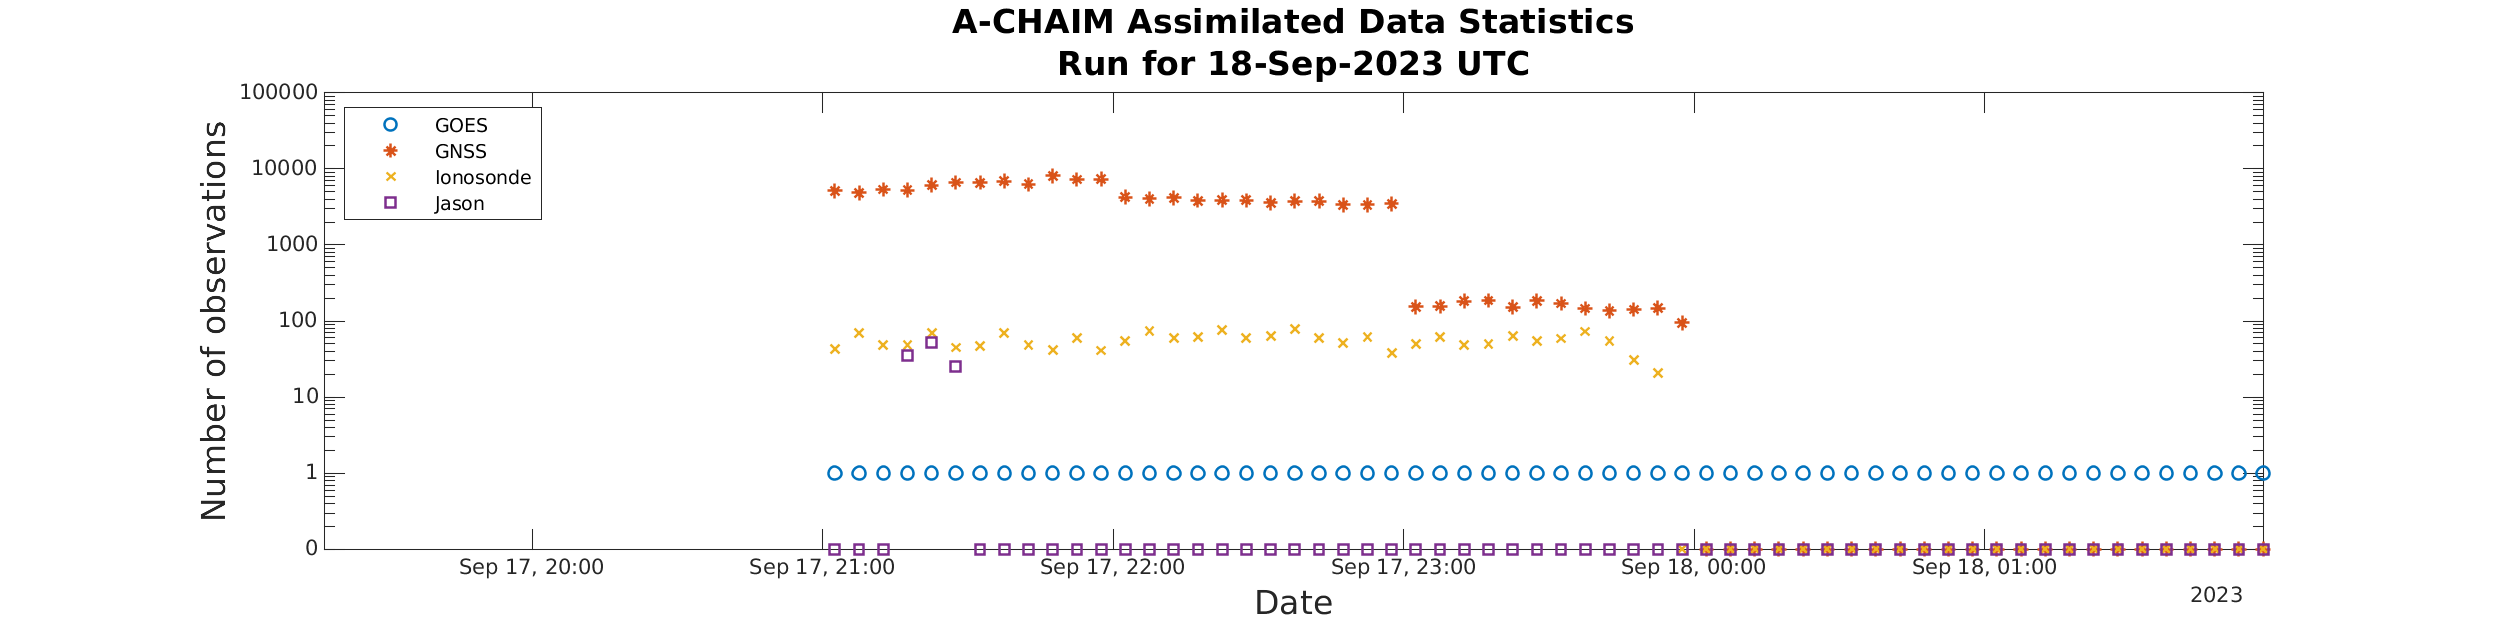 A-CHAIM Assimilated Data Statistics
Run for 18-Sep-2023 UTC
Number of observations
100000
10000
1000
100
10
1
0
GOES
GNSS
Ionosonde
Jason
Sep 17, 20:00
Sep 17, 21:00
Sep 17, 22:00
Sep 17, 23:00
Sep 18, 00:00
Sep 18, 01:00
2023
Date